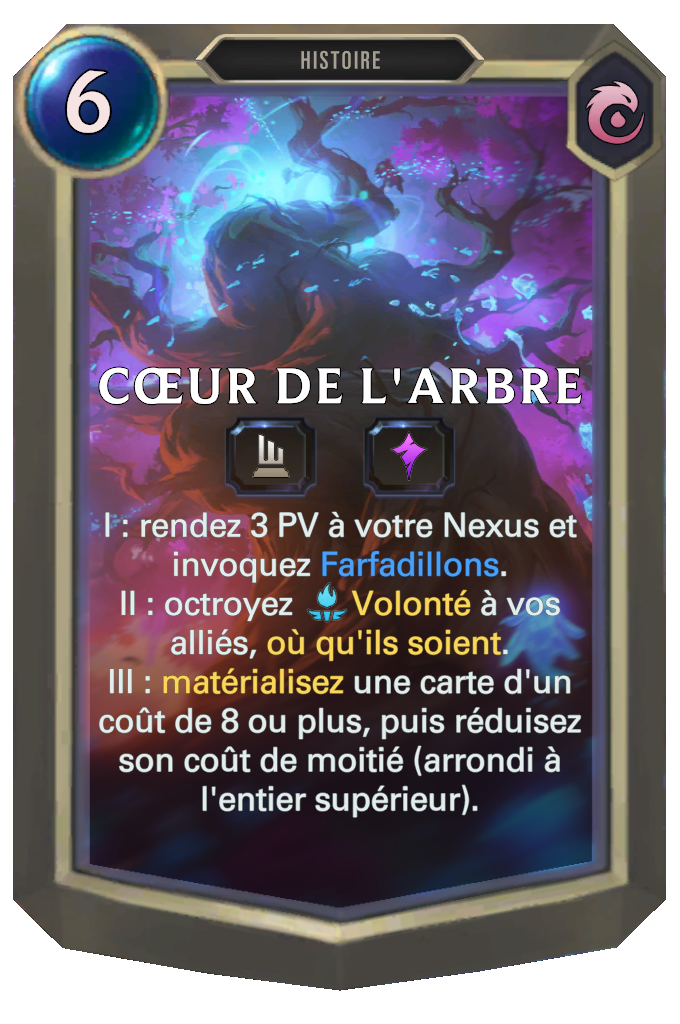 6
HISTOIRE
CŒUR DE L'ARBRE
I : rendez 3 PV à votre Nexus et
invoquez Farfadillons.
II : octroyez Volonté à vos
alliés, où qu'ils soient.
III : matérialisez une carte d'un
coût de 8 ou plus, puis réduisez
son coût de moitié (arrondi à
l'entier supérieur).